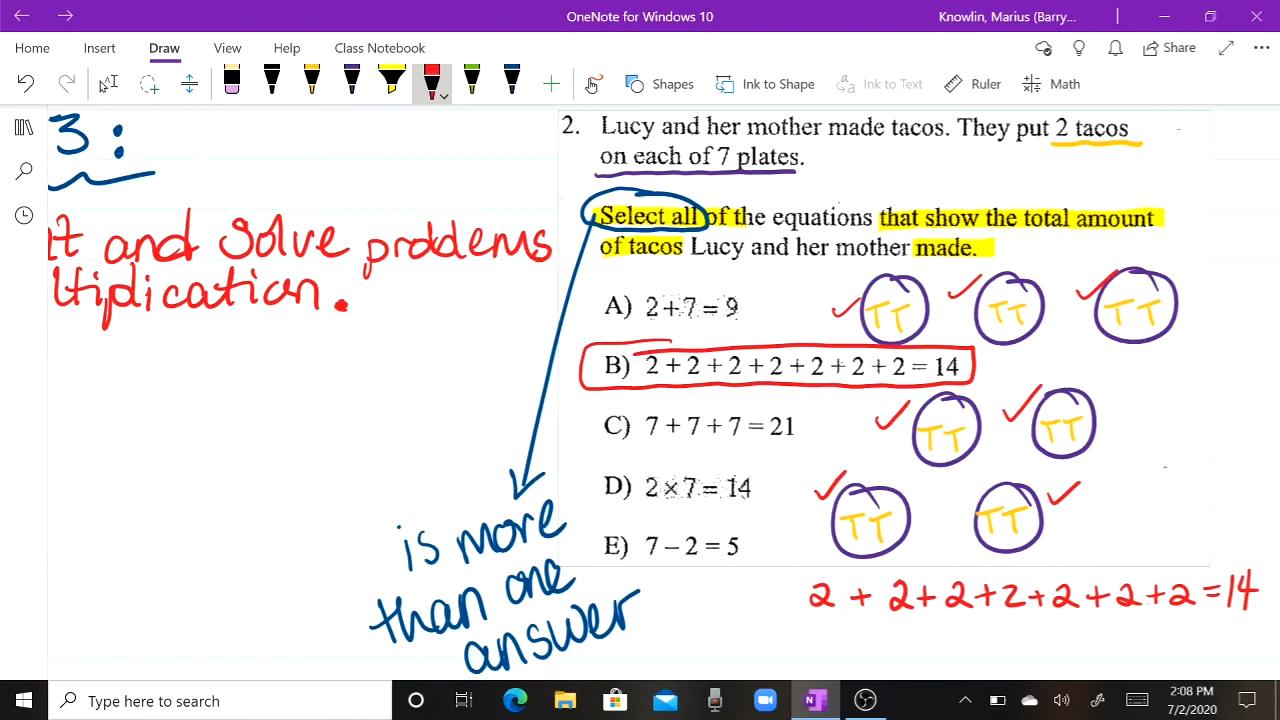 OneNote for Windows 10
Knowlin, Marius (Barry...
Home Insert Draw View Help Class Notebook
Share
Shapes Ink to Shape Ink to Text Ruler Math
3:
t and Solve problems
ltiplication.
2. Lucy and her mother made tacos. They put 2 tacos
on each of 7 plates.
Select all of the equations that show the total amount
of tacos Lucy and her mother made.
A) 2 + 7 = 9
B) 2 + 2 + 2 + 2 + 2 + 2 + 2 = 14
C) 7 + 7 + 7 = 21
D) 2 × 7 = 14
E) 7 – 2 = 5
TT TT TT
TT TT
TT TT
2 + 2 + 2 + 2 + 2 + 2 + 2 = 14
is more
than one
answer
Type here to search
2:08 PM
7/2/2020